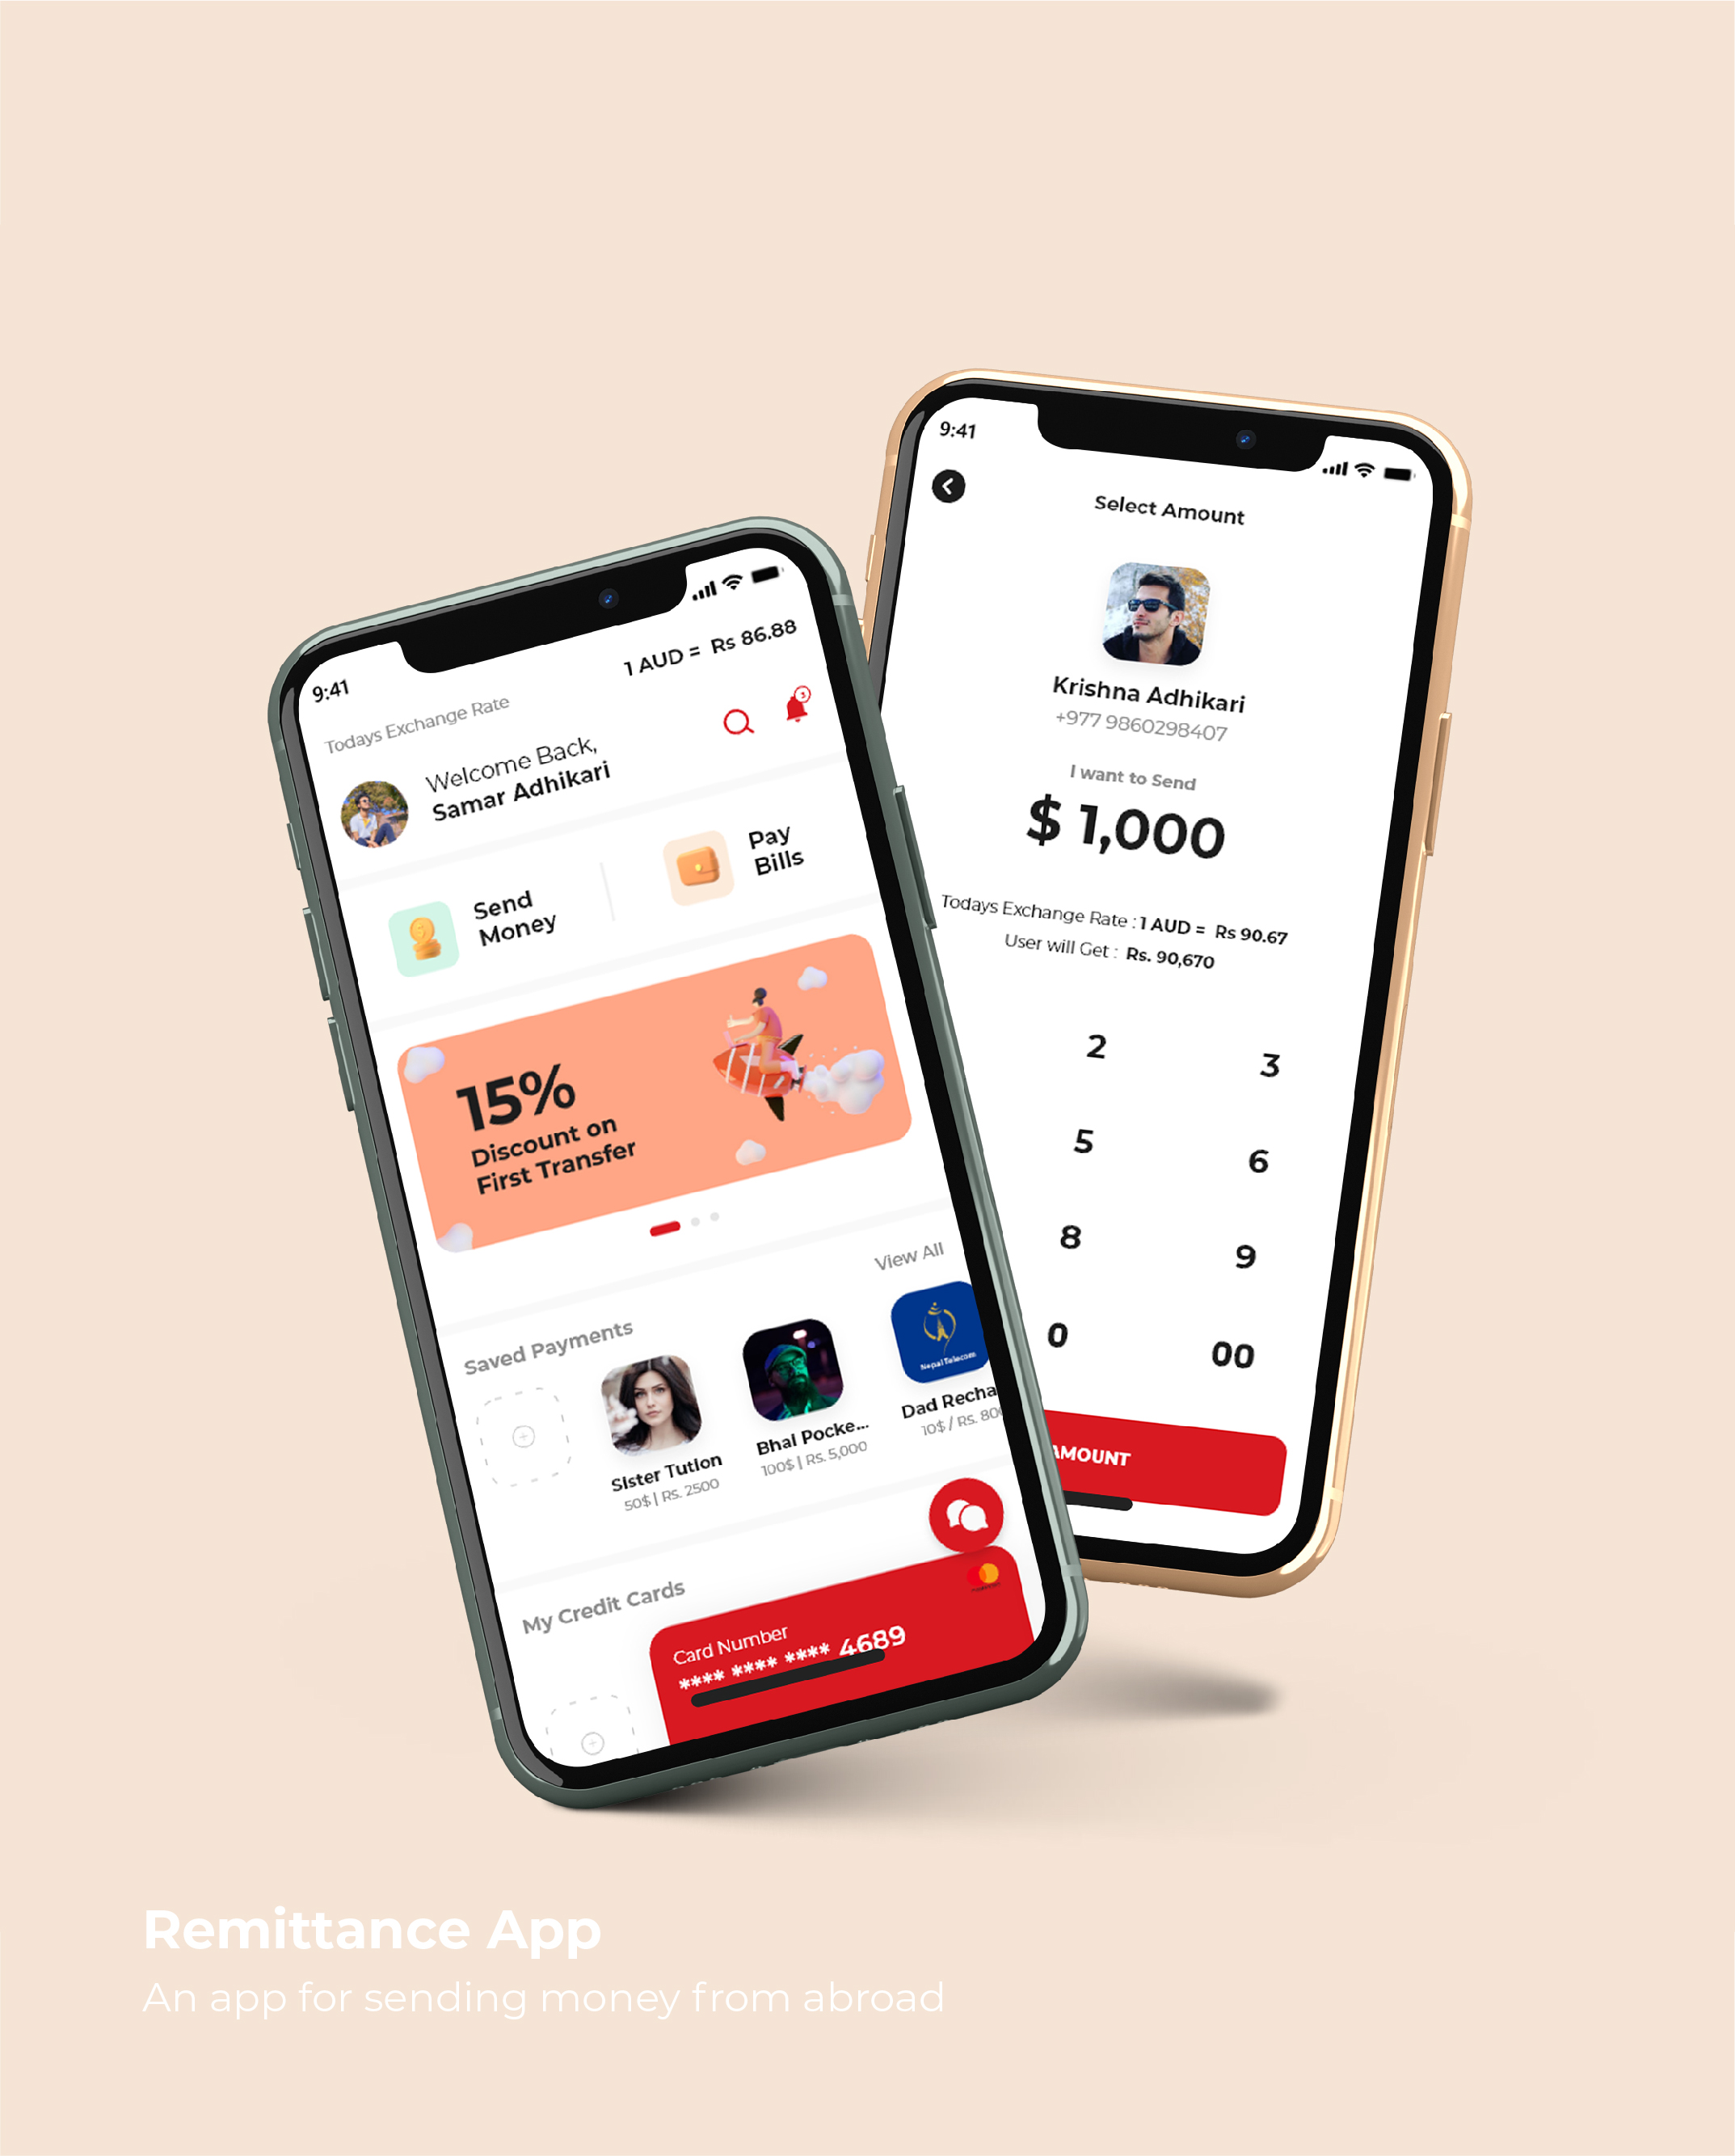 9:41
1 AUD = Rs 86.88
Todays Exchange Rate
3
Welcome Back,
Samar Adhikari
Send
Money
Pay
Bills
15%
Discount on
First Transfer
View All
Saved Payments
Sister Tution
50$ | Rs. 2500
Bhai Pocke...
100$ | Rs. 5,000
Nepal Telecom
Dad Recha
10$ / Rs. 80
My Credit Cards
Card Number
**** **** **** 4689
9:41
Select Amount
Krishna Adhikari
+977 9860298407
I want to Send
$ 1,000
Todays Exchange Rate : 1 AUD = Rs 90.67
User will Get : Rs. 90,670
2 3
5 6
8 9
0 00
AMOUNT
Remittance App
An app for sending money from abroad